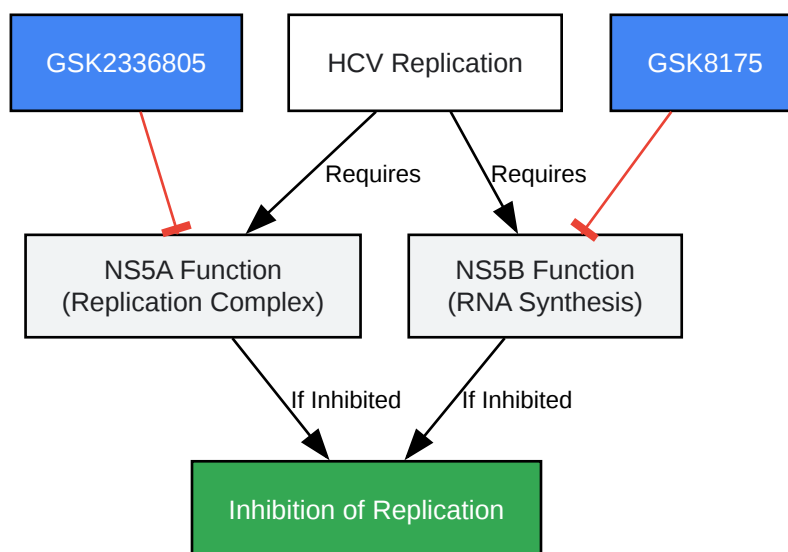 GSK2336805
HCV Replication
GSK8175
Requires
Requires
NS5A Function
(Replication Complex)
NS5B Function
(RNA Synthesis)
If Inhibited
If Inhibited
Inhibition of Replication